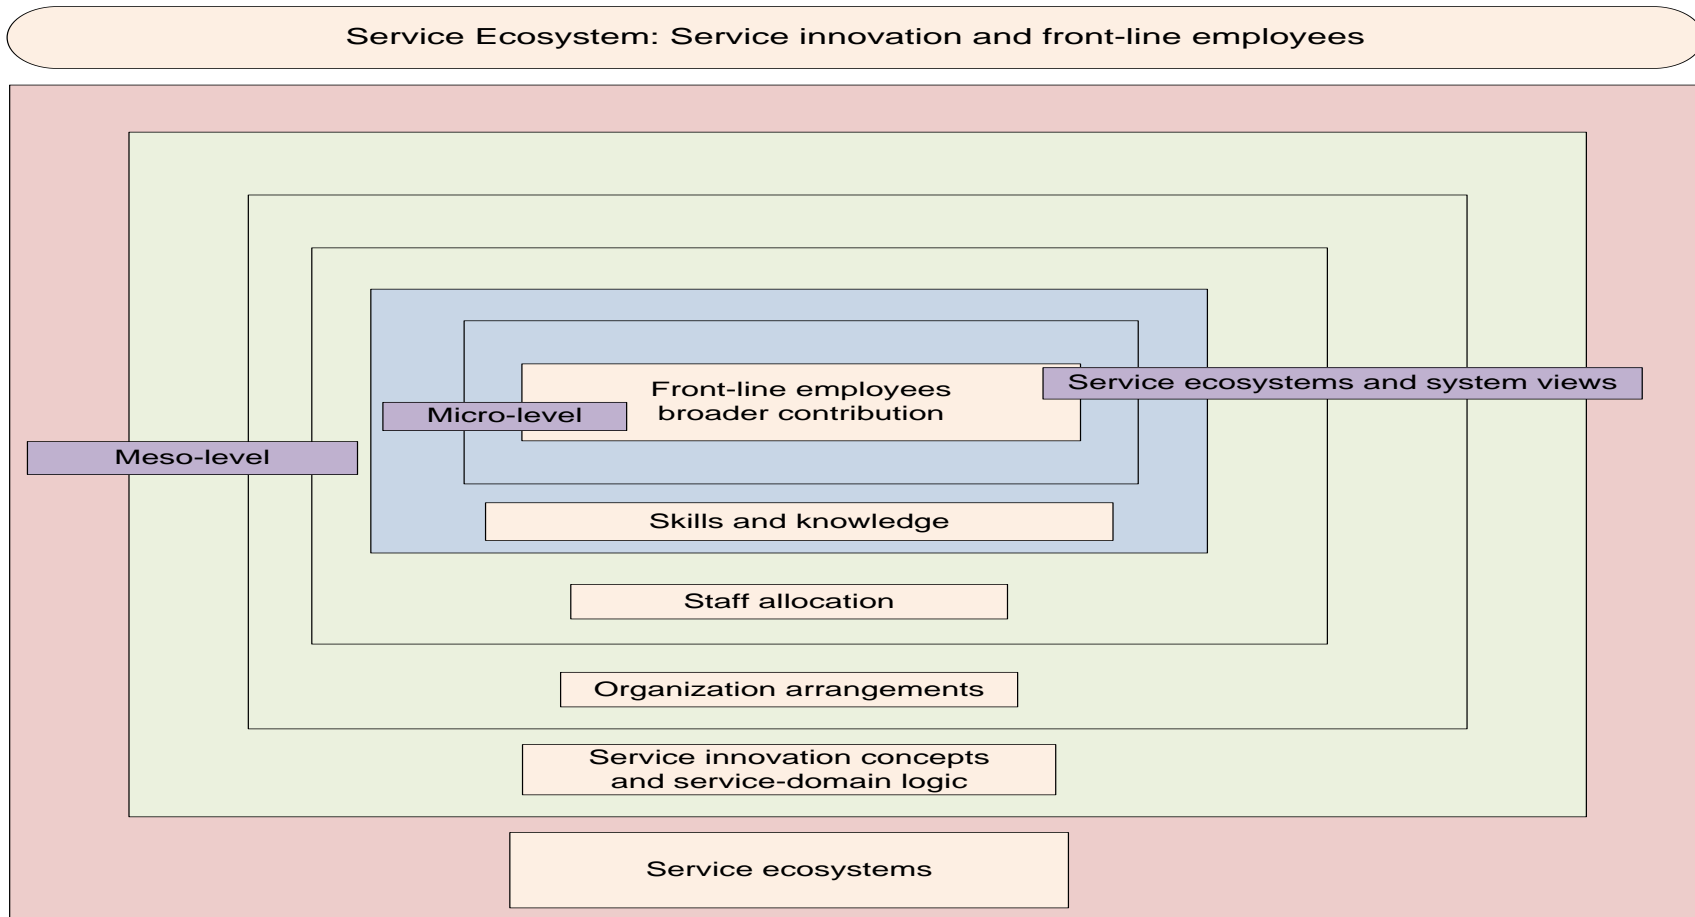 Service Ecosystem: Service innovation and front-line employees
Service ecosystems and system views
Front-line employees
broader contribution
Micro-level
Meso-level
Skills and knowledge
Staff allocation
Organization arrangements
Service innovation concepts
and service-domain logic
Service ecosystems